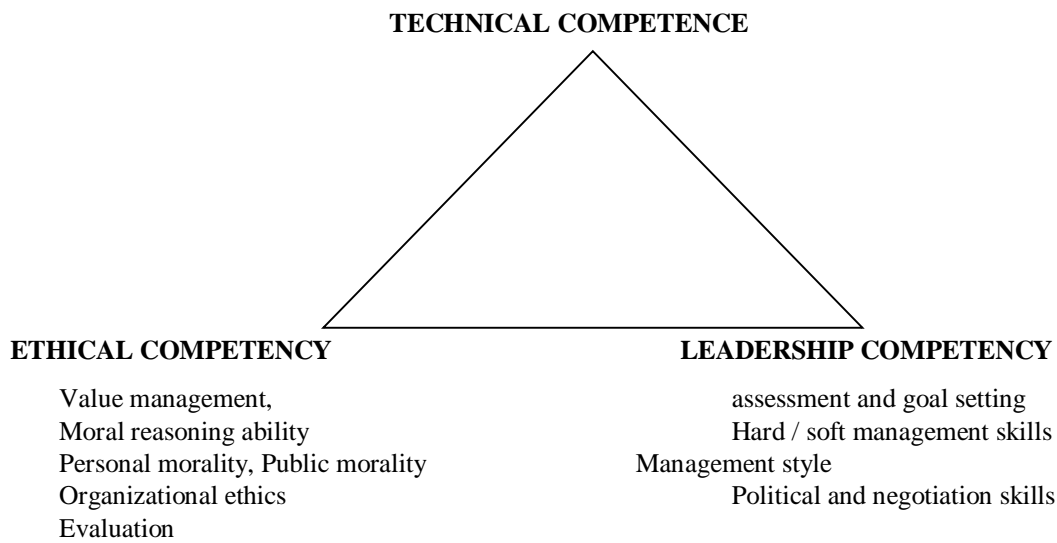 TECHNICAL COMPETENCE
ETHICAL COMPETENCY
Value management,
Moral reasoning ability
Personal morality, Public morality
Organizational ethics
Evaluation
LEADERSHIP COMPETENCY
assessment and goal setting
Hard / soft management skills
Management style
Political and negotiation skills